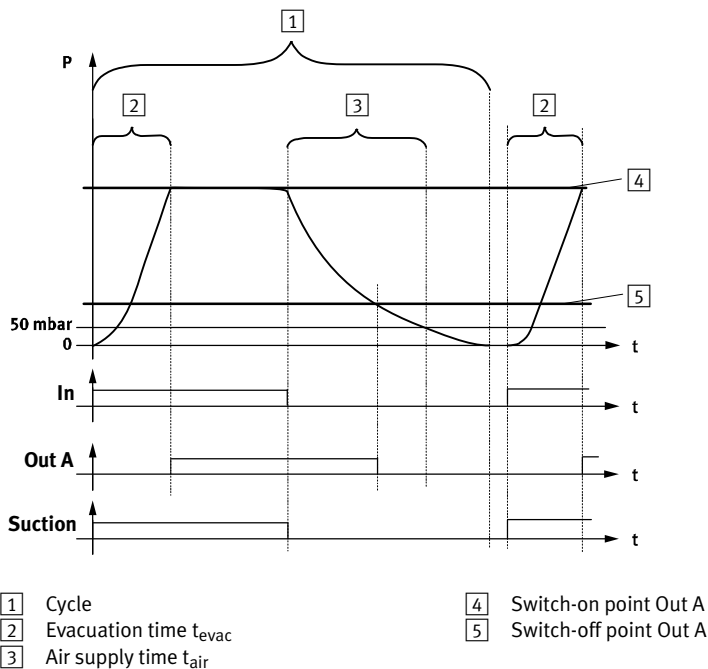 1
P
2
3
2
4
5
50 mbar
0
t
In
t
Out A
t
Suction
t
1 Cycle
2 Evacuation time tevac
3 Air supply time tair
4 Switch-on point Out A
5 Switch-off point Out A